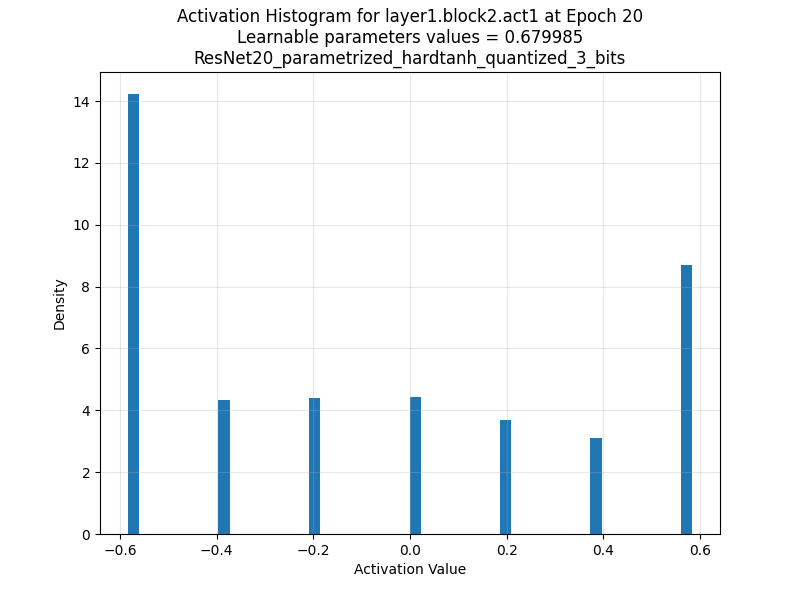 Activation Histogram for layer1.block2.act1 at Epoch 20
Learnable parameters values = 0.679985
ResNet20_parametrized_hardtanh_quantized_3_bits
14
12
10
8
6
4
2
0
Density
−0.6 −0.4 −0.2 0.0 0.2 0.4 0.6
Activation Value